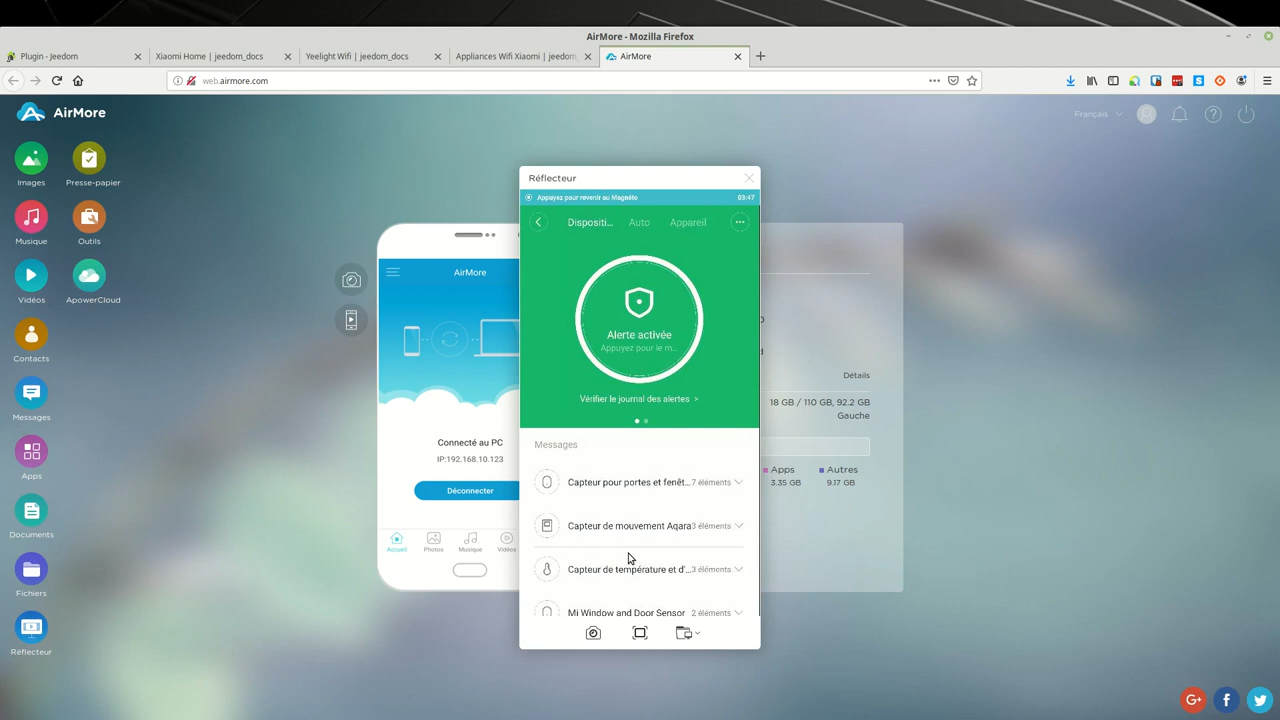 AirMore - Mozilla Firefox
Plugin - Jeedom
Xiaomi Home | jeedom_docs
Yeelight Wifi | jeedom_docs
Appliances Wifi Xiaomi | jeedom_
AirMore
web.airmore.com
AirMore
Français
Images
Presse-papier
Musique
Outils
Vidéos
ApowerCloud
Contacts
Messages
Apps
Documents
Fichiers
Réflecteur
AirMore
Connecté au PC
IP:192.168.10.123
Déconnecter
Accueil
Photos
Musique
Vidéos
Réflecteur
Appuyez pour revenir au Magnéto
03:47
Dispositi...
Auto
Appareil
Alerte activée
Appuyez pour le m...
Vérifier le journal des alertes >
Messages
Capteur pour portes et fenêt... 7 éléments
Capteur de mouvement Aqara 3 éléments
Capteur de température et d'... 3 éléments
Mi Window and Door Sensor 2 éléments
Détails
18 GB / 110 GB, 92.2 GB
Gauche
Apps
3.35 GB
Autres
9.17 GB